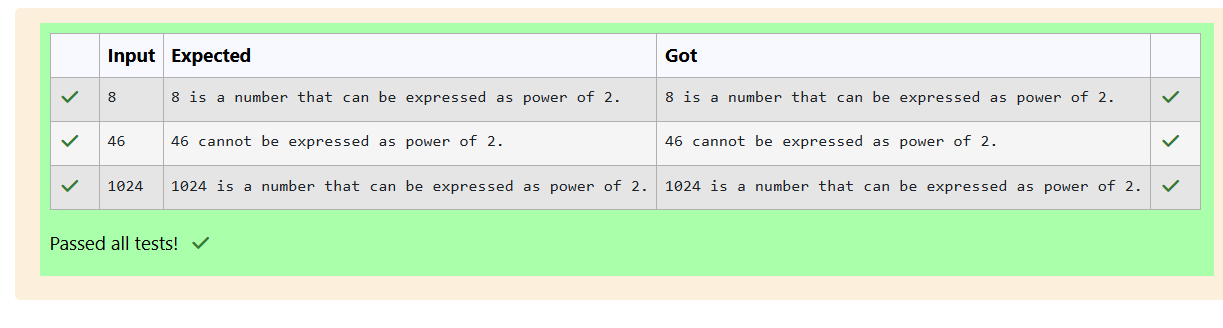 Input Expected Got
8 8 is a number that can be expressed as power of 2. 8 is a number that can be expressed as power of 2.
46 46 cannot be expressed as power of 2. 46 cannot be expressed as power of 2.
1024 1024 is a number that can be expressed as power of 2. 1024 is a number that can be expressed as power of 2.
Passed all tests!